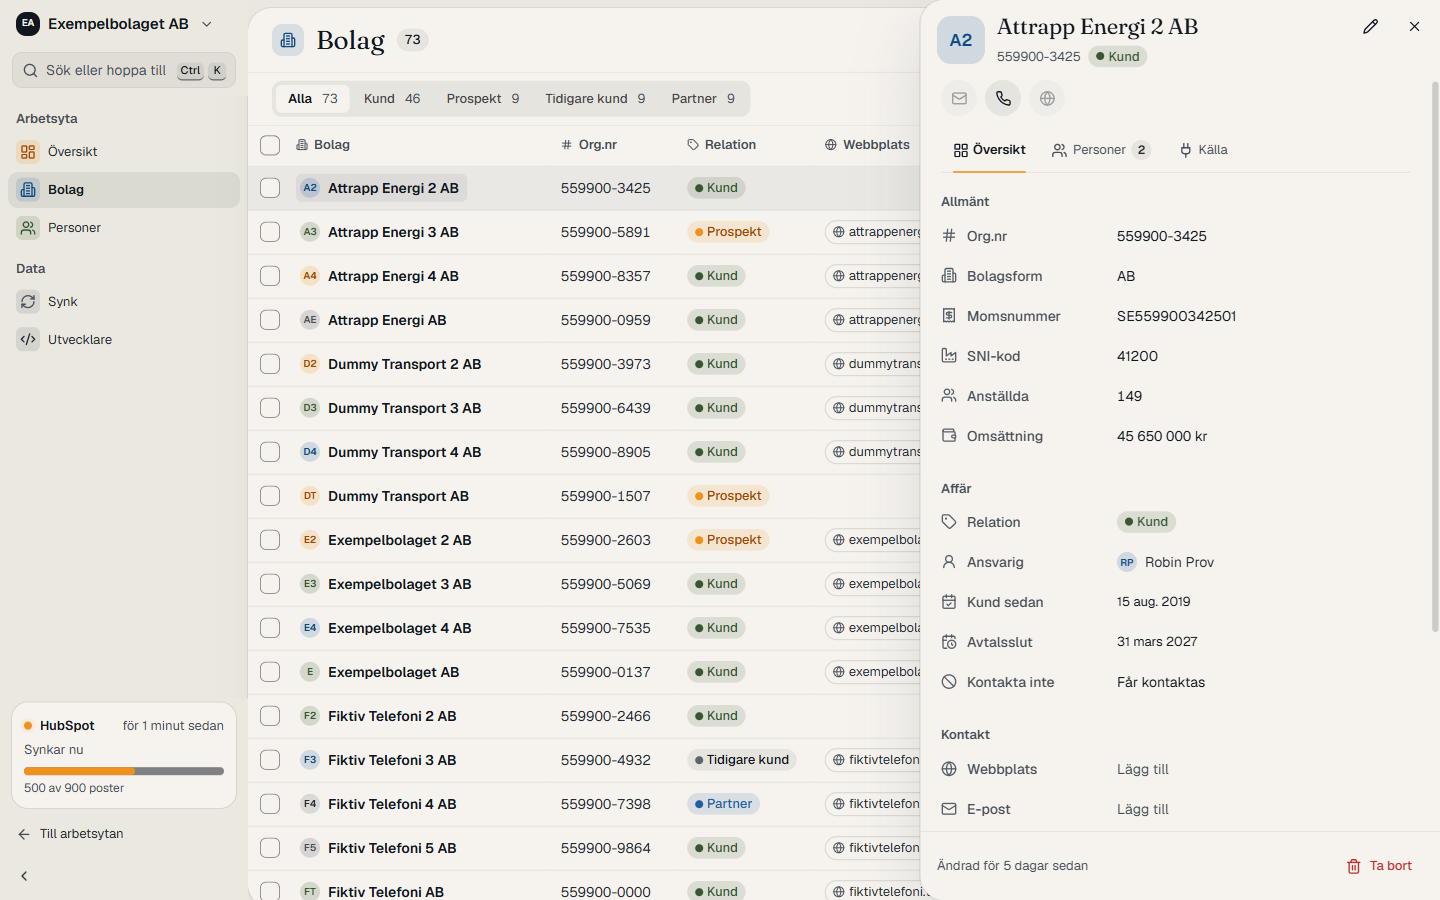 EA Exempelbolaget AB
Sök eller hoppa till Ctrl K
Arbetsyta
Översikt
Bolag
Personer
Data
Synk
Utvecklare
HubSpot för 1 minut sedan
Synkar nu
500 av 900 poster
Till arbetsytan
Bolag 73
Alla 73 Kund 46 Prospekt 9 Tidigare kund 9 Partner 9
Bolag Org.nr Relation Webbplats
A2 Attrapp Energi 2 AB 559900-3425 Kund
A3 Attrapp Energi 3 AB 559900-5891 Prospekt attrappenerg
A4 Attrapp Energi 4 AB 559900-8357 Kund attrappenerg
AE Attrapp Energi AB 559900-0959 Kund attrappenerg
D2 Dummy Transport 2 AB 559900-3973 Kund dummytrans
D3 Dummy Transport 3 AB 559900-6439 Kund dummytrans
D4 Dummy Transport 4 AB 559900-8905 Kund dummytrans
DT Dummy Transport AB 559900-1507 Prospekt
E2 Exempelbolaget 2 AB 559900-2603 Prospekt exempelbola
E3 Exempelbolaget 3 AB 559900-5069 Kund exempelbola
E4 Exempelbolaget 4 AB 559900-7535 Kund exempelbola
E Exempelbolaget AB 559900-0137 Kund exempelbola
F2 Fiktiv Telefoni 2 AB 559900-2466 Kund
F3 Fiktiv Telefoni 3 AB 559900-4932 Tidigare kund fiktivtelefon
F4 Fiktiv Telefoni 4 AB 559900-7398 Partner fiktivtelefon
F5 Fiktiv Telefoni 5 AB 559900-9864 Kund fiktivtelefon
FT Fiktiv Telefoni AB 559900-0000 Kund fiktivtelefoni.
A2 Attrapp Energi 2 AB
559900-3425 Kund
Översikt Personer 2 Källa
Allmänt
Org.nr 559900-3425
Bolagsform AB
Momsnummer SE559900342501
SNI-kod 41200
Anställda 149
Omsättning 45 650 000 kr
Affär
Relation Kund
Ansvarig RP Robin Prov
Kund sedan 15 aug. 2019
Avtalsslut 31 mars 2027
Kontakta inte Får kontaktas
Kontakt
Webbplats Lägg till
E-post Lägg till
Ändrad för 5 dagar sedan Ta bort